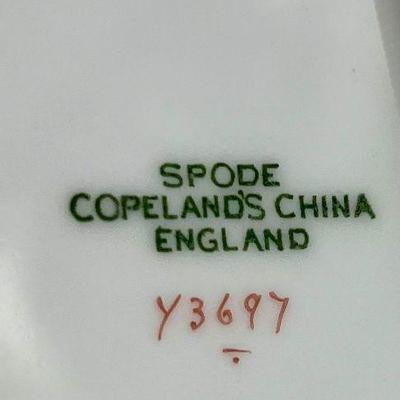 SPODE
COPELAND'S CHINA
ENGLAND
Y3697